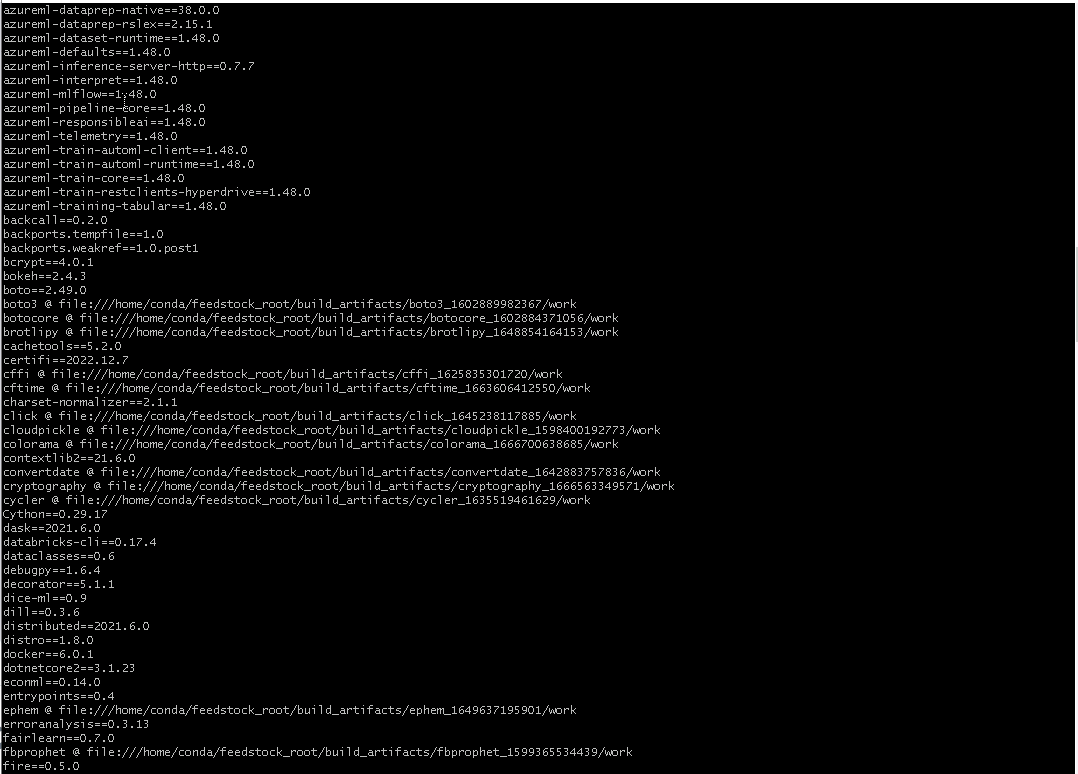 azureml-dataprep-native==38.0.0
azureml-dataprep-rslex==2.15.1
azureml-dataset-runtime==1.48.0
azureml-defaults==1.48.0
azureml-inference-server-http==0.7.7
azureml-interpret==1.48.0
azureml-mlflow==1.48.0
azureml-pipeline-core==1.48.0
azureml-responsibleai==1.48.0
azureml-telemetry==1.48.0
azureml-train-automl-client==1.48.0
azureml-train-automl-runtime==1.48.0
azureml-train-core==1.48.0
azureml-train-restclients-hyperdrive==1.48.0
azureml-training-tabular==1.48.0
backcall==0.2.0
backports.tempfile==1.0
backports.weakref==1.0.post1
bcrypt==4.0.1
bokeh==2.4.3
boto==2.49.0
boto3 @ file:///home/conda/feedstock_root/build_artifacts/boto3_1602889982367/work
botocore @ file:///home/conda/feedstock_root/build_artifacts/botocore_1602884371056/work
brotlipy @ file:///home/conda/feedstock_root/build_artifacts/brotlipy_1648854164153/work
cachetools==5.2.0
certifi==2022.12.7
cffi @ file:///home/conda/feedstock_root/build_artifacts/cffi_1625835301720/work
cftime @ file:///home/conda/feedstock_root/build_artifacts/cftime_1663606412550/work
charset-normalizer==2.1.1
click @ file:///home/conda/feedstock_root/build_artifacts/click_1645238117885/work
cloudpickle @ file:///home/conda/feedstock_root/build_artifacts/cloudpickle_1598400192773/work
colorama @ file:///home/conda/feedstock_root/build_artifacts/colorama_1666700638685/work
contextlib2==21.6.0
convertdate @ file:///home/conda/feedstock_root/build_artifacts/convertdate_1642883757836/work
cryptography @ file:///home/conda/feedstock_root/build_artifacts/cryptography_1666563349571/work
cycler @ file:///home/conda/feedstock_root/build_artifacts/cycler_1635519461629/work
Cython==0.29.17
dask==2021.6.0
databricks-cli==0.17.4
dataclasses==0.6
debugpy==1.6.4
decorator==5.1.1
dice-ml==0.9
dill==0.3.6
distributed==2021.6.0
distro==1.8.0
docker==6.0.1
dotnetcore2==3.1.23
econml==0.14.0
entrypoints==0.4
ephem @ file:///home/conda/feedstock_root/build_artifacts/ephem_1649637195901/work
erroranalysis==0.3.13
fairlearn==0.7.0
fbprophet @ file:///home/conda/feedstock_root/build_artifacts/fbprophet_1599365534439/work
fire==0.5.0